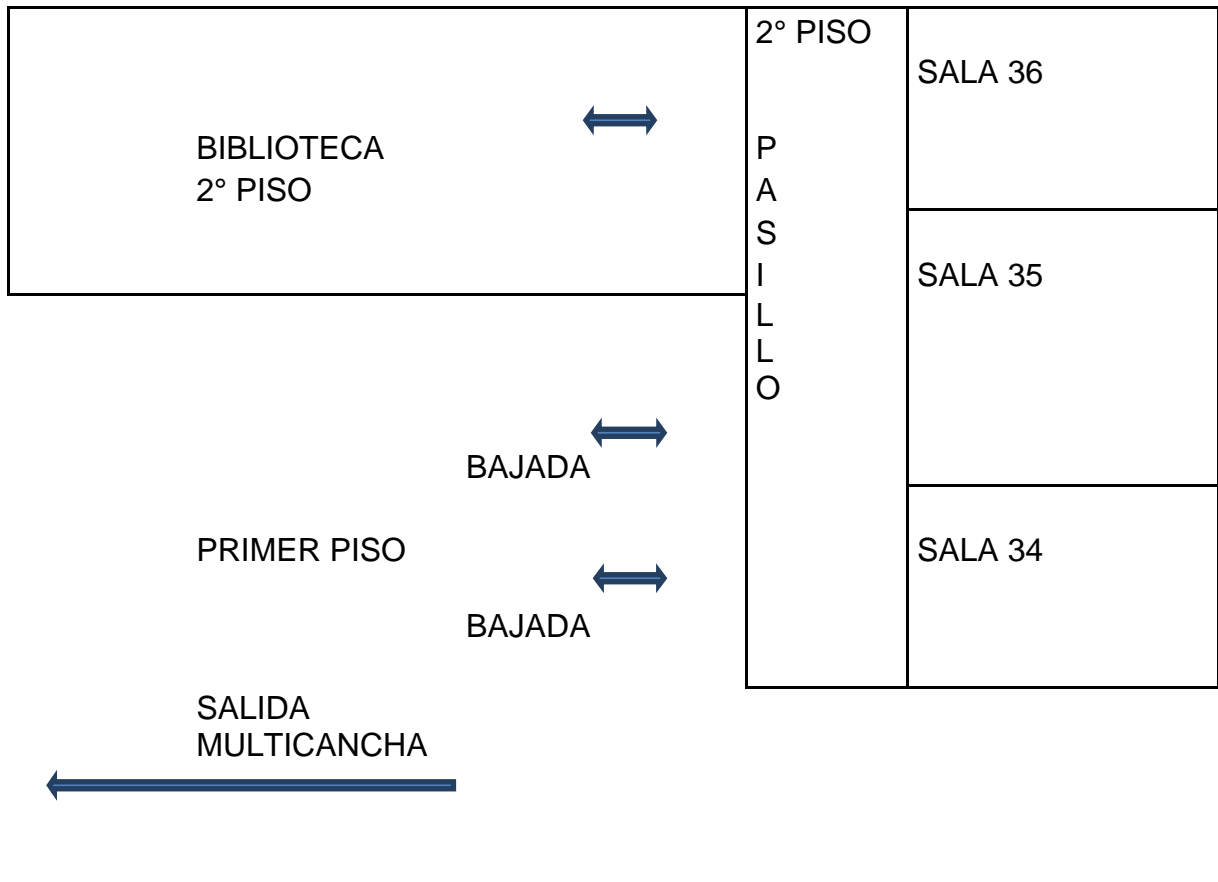 2° PISO
SALA 36
BIBLIOTECA
2° PISO
P
A
S
I
L
L
O
SALA 35
BAJADA
PRIMER PISO
SALA 34
BAJADA
SALIDA
MULTICANCHA